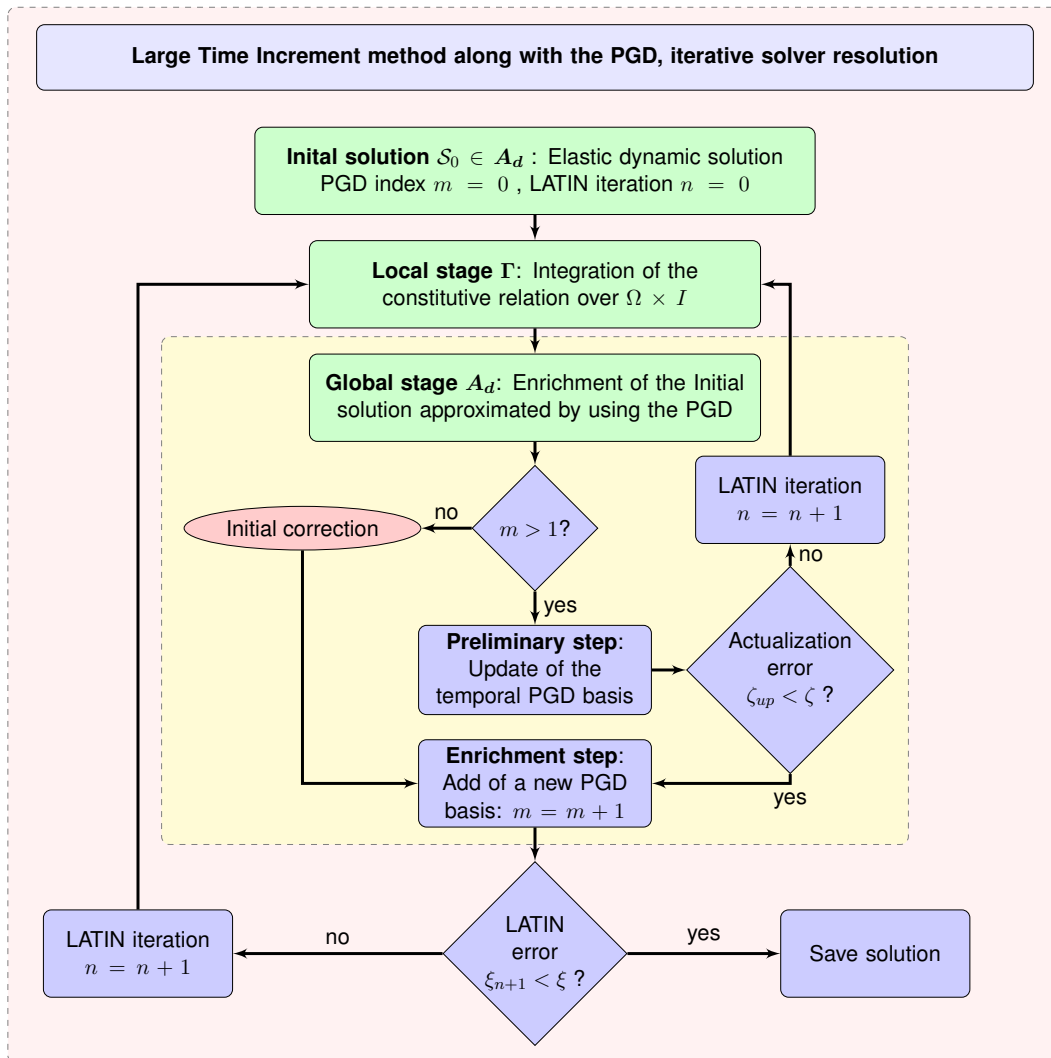 Large Time Increment method along with the PGD, iterative solver resolution
Inital solution 𝒮₀ ∈ A_d : Elastic dynamic solution
PGD index m = 0 , LATIN iteration n = 0
Local stage Γ: Integration of the
constitutive relation over Ω × I
Global stage A_d: Enrichment of the Initial
solution approximated by using the PGD
LATIN iteration
n = n + 1
Initial correction
no
m > 1?
no
yes
Preliminary step:
Update of the
temporal PGD basis
Actualization
error
ζ_up < ζ ?
Enrichment step:
Add of a new PGD
basis: m = m + 1
yes
LATIN iteration
n = n + 1
no
LATIN
error
ξ_{n+1} < ξ ?
yes
Save solution